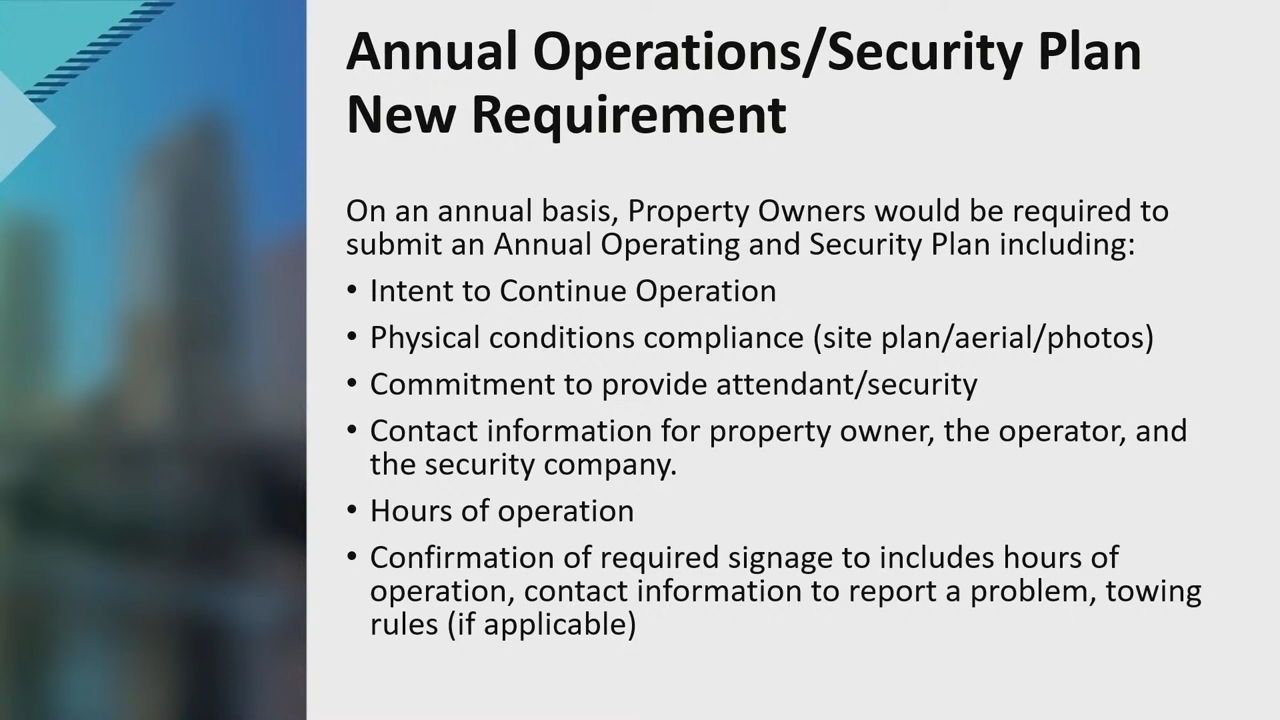 Annual Operations/Security Plan
New Requirement
On an annual basis, Property Owners would be required to
submit an Annual Operating and Security Plan including:
• Intent to Continue Operation
• Physical conditions compliance (site plan/aerial/photos)
• Commitment to provide attendant/security
• Contact information for property owner, the operator, and
the security company.
• Hours of operation
• Confirmation of required signage to includes hours of
operation, contact information to report a problem, towing
rules (if applicable)